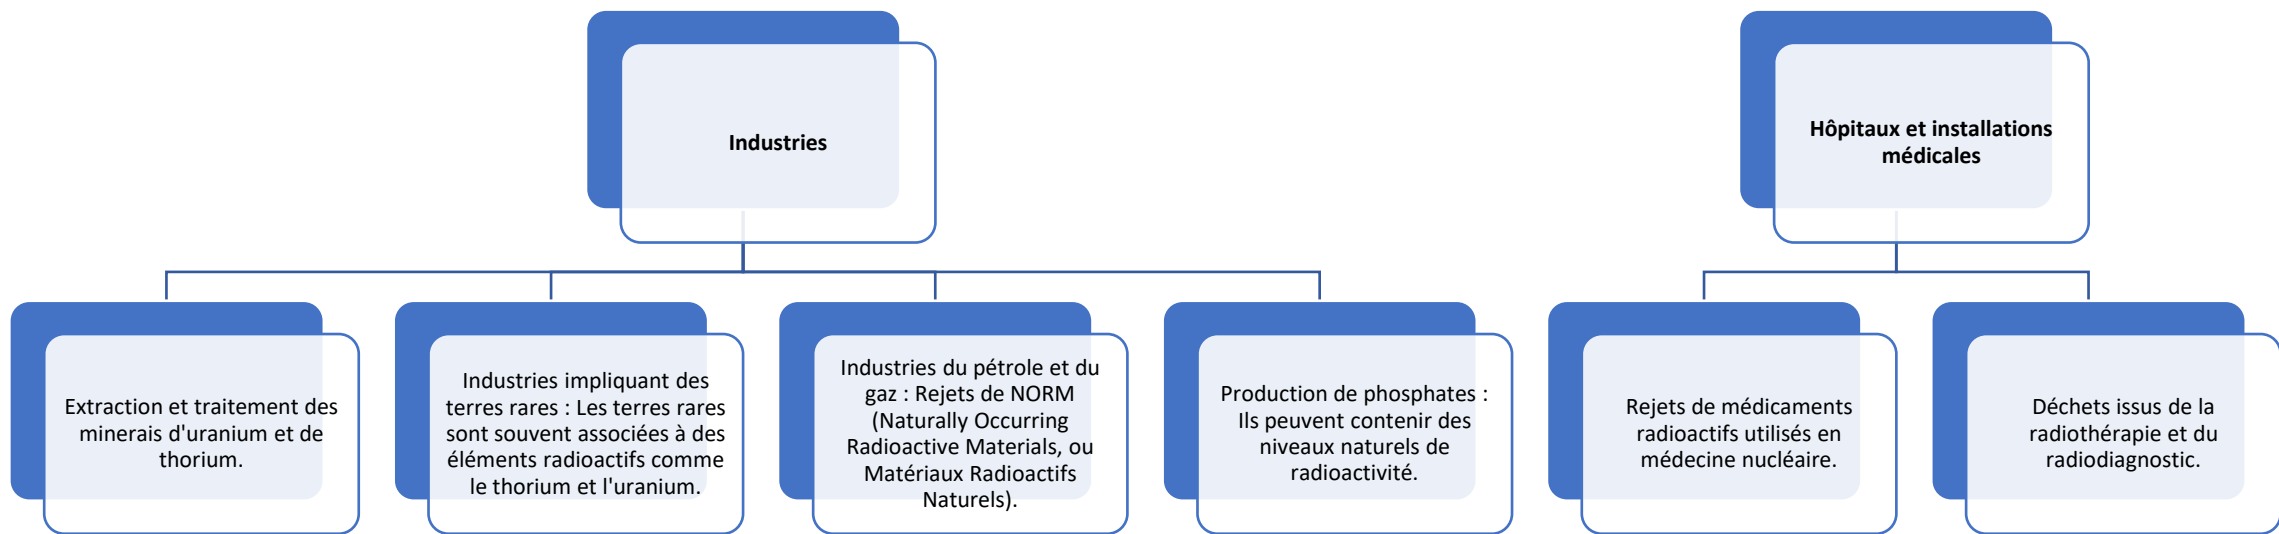 Industries
Hôpitaux et installations
médicales
Extraction et traitement des
minerais d'uranium et de
thorium.
Industries impliquant des
terres rares : Les terres rares
sont souvent associées à des
éléments radioactifs comme
le thorium et l'uranium.
Industries du pétrole et du
gaz : Rejets de NORM
(Naturally Occurring
Radioactive Materials, ou
Matériaux Radioactifs
Naturels).
Production de phosphates :
Ils peuvent contenir des
niveaux naturels de
radioactivité.
Rejets de médicaments
radioactifs utilisés en
médecine nucléaire.
Déchets issus de la
radiothérapie et du
radiodiagnostic.